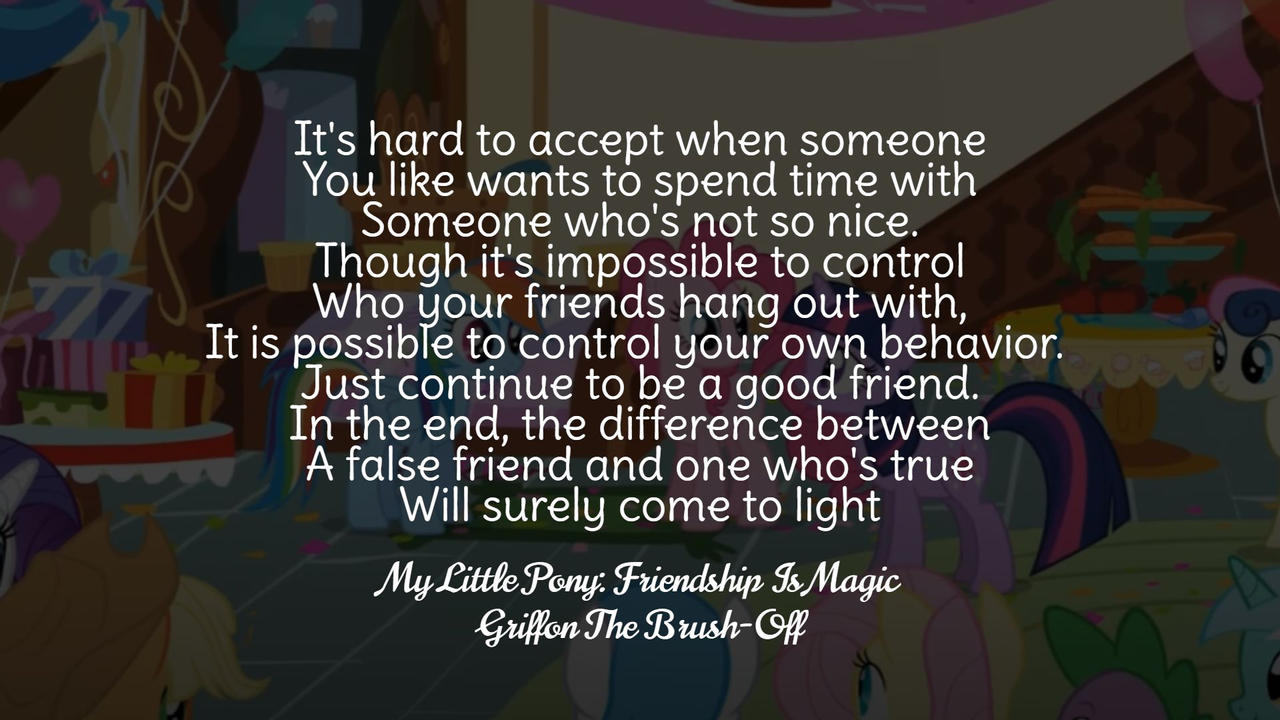 It's hard to accept when someone
You like wants to spend time with
Someone who's not so nice.
Though it's impossible to control
Who your friends hang out with,
It is possible to control your own behavior.
Just continue to be a good friend.
In the end, the difference between
A false friend and one who's true
Will surely come to light
My Little Pony: Friendship Is Magic
Griffon The Brush-Off